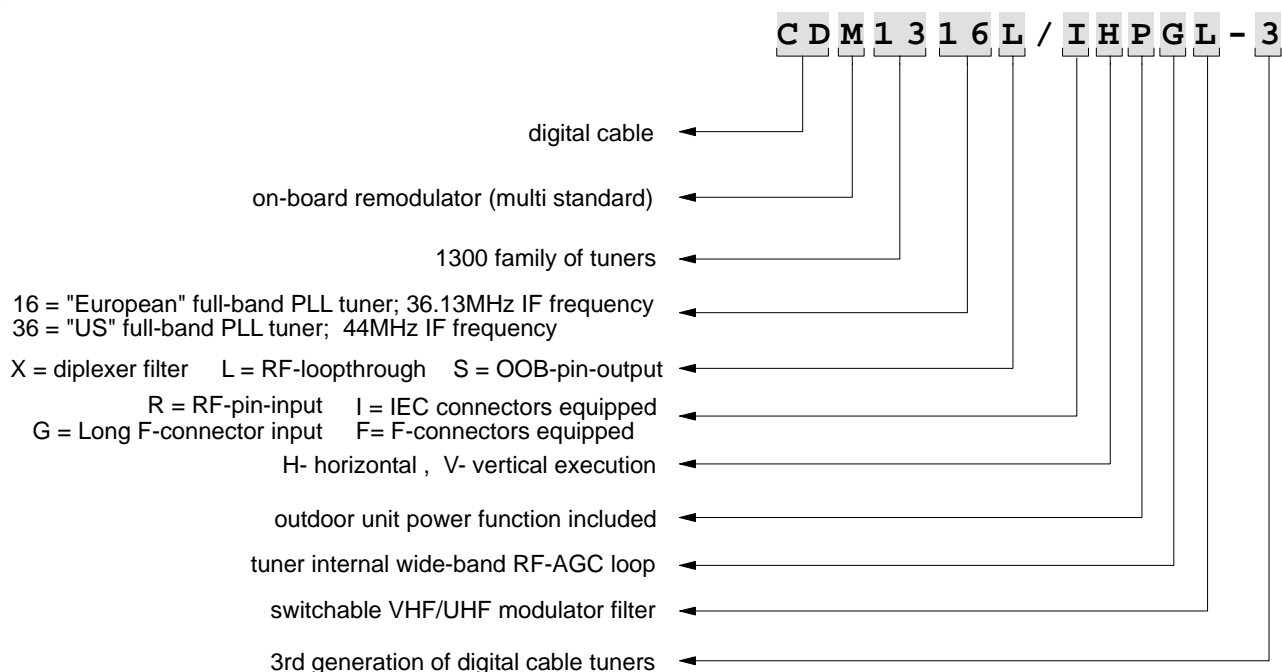 CDM1316L/IHPGL-3
digital cable
on-board remodulator (multi standard)
1300 family of tuners
16 = "European" full-band PLL tuner; 36.13MHz IF frequency
36 = "US" full-band PLL tuner; 44MHz IF frequency
X = diplexer filter L = RF-loopthrough S = OOB-pin-output
R = RF-pin-input I = IEC connectors equipped
G = Long F-connector input F= F-connectors equipped
H- horizontal , V- vertical execution
outdoor unit power function included
tuner internal wide-band RF-AGC loop
switchable VHF/UHF modulator filter
3rd generation of digital cable tuners